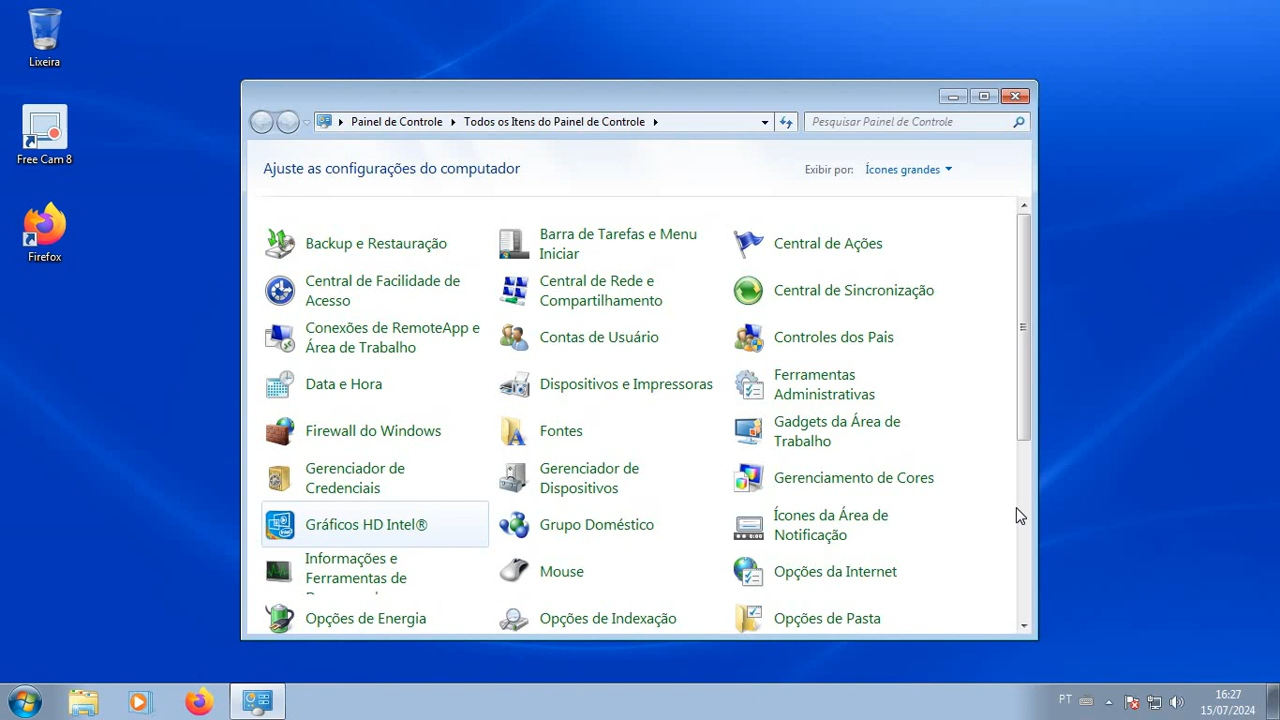 Lixeira
Free Cam 8
Firefox
Painel de Controle
Todos os Itens do Painel de Controle
Pesquisar Painel de Controle
Ajuste as configurações do computador
Exibir por:
Ícones grandes
Backup e Restauração
Barra de Tarefas e Menu
Iniciar
Central de Ações
Central de Facilidade de
Acesso
Central de Rede e
Compartilhamento
Central de Sincronização
Conexões de RemoteApp e
Área de Trabalho
Contas de Usuário
Controles dos Pais
Data e Hora
Dispositivos e Impressoras
Ferramentas
Administrativas
Firewall do Windows
Fontes
Gadgets da Área de
Trabalho
Gerenciador de
Credenciais
Gerenciador de
Dispositivos
Gerenciamento de Cores
Gráficos HD Intel®
Grupo Doméstico
Ícones da Área de
Notificação
Informações e
Ferramentas de
Mouse
Opções da Internet
Opções de Energia
Opções de Indexação
Opções de Pasta
PT
16:27
15/07/2024